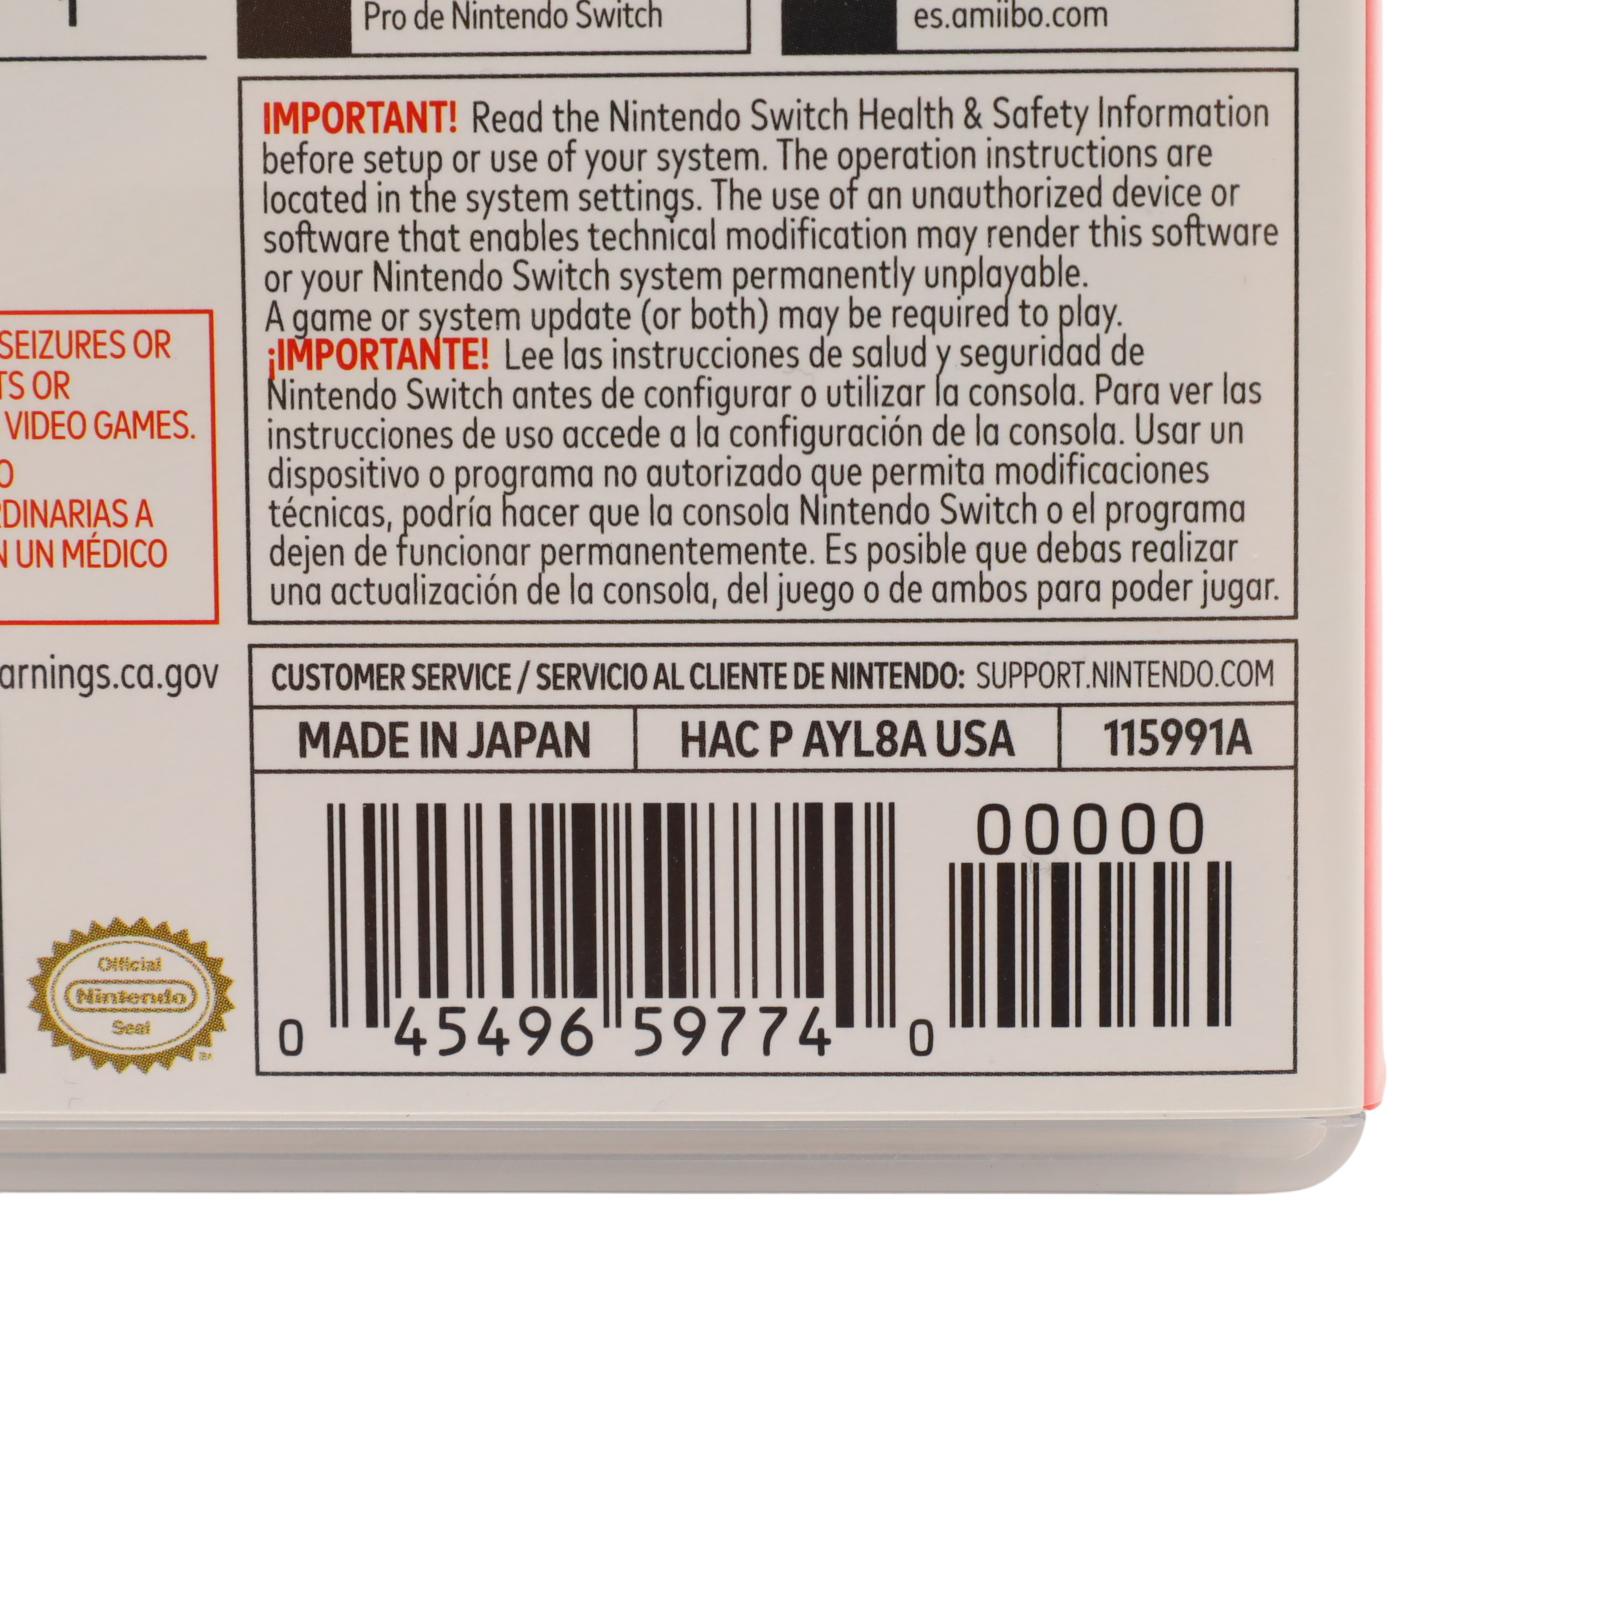 Pro de Nintendo Switch
es.amiibo.com
IMPORTANT! Read the Nintendo Switch Health & Safety Information
before setup or use of your system. The operation instructions are
located in the system settings. The use of an unauthorized device or
software that enables technical modification may render this software
or your Nintendo Switch system permanently unplayable.
A game or system update (or both) may be required to play.
¡IMPORTANTE! Lee las instrucciones de salud y seguridad de
Nintendo Switch antes de configurar o utilizar la consola. Para ver las
instrucciones de uso accede a la configuración de la consola. Usar un
dispositivo o programa no autorizado que permita modificaciones
técnicas, podría hacer que la consola Nintendo Switch o el programa
dejen de funcionar permanentemente. Es posible que debas realizar
una actualización de la consola, del juego o de ambos para poder jugar.
SEIZURES OR
TS OR
VIDEO GAMES.
O
RDINARIAS A
N UN MÉDICO
arnings.ca.gov
CUSTOMER SERVICE / SERVICIO AL CLIENTE DE NINTENDO: SUPPORT.NINTENDO.COM
MADE IN JAPAN
HAC P AYL8A USA
115991A
00000
0 45496 59774 0
Official
Nintendo
Seal
TM